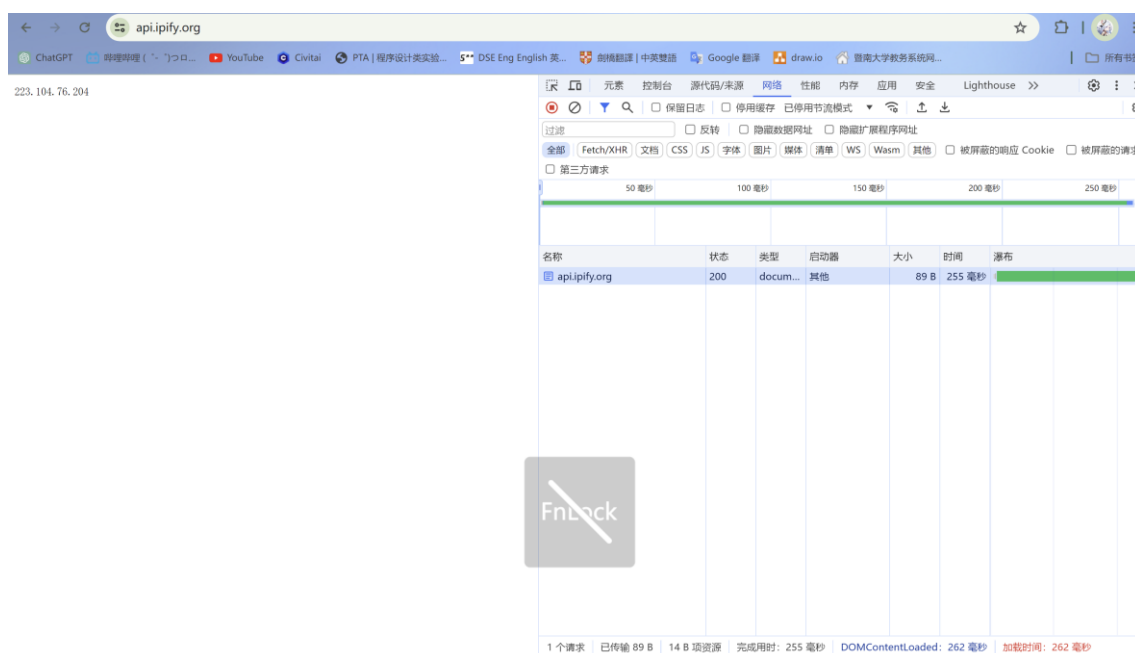 api.ipify.org
ChatGPT 哔哩哔哩 ( ゜- ゜)つロ... YouTube Civitai PTA | 程序设计类实验... 5** DSE Eng English 英... 劍橋翻譯 | 中英雙語 Google 翻译 draw.io 暨南大学教务系统网... 所有书
223.104.76.204
元素 控制台 源代码/来源 网络 性能 内存 应用 安全 Lighthouse
保留日志 停用缓存 已停用节流模式
过滤 反转 隐藏数据网址 隐藏扩展程序网址
全部 Fetch/XHR 文档 CSS JS 字体 图片 媒体 清单 WS Wasm 其他 被屏蔽的响应 Cookie 被屏蔽的请求
第三方请求
50 毫秒 100 毫秒 150 毫秒 200 毫秒 250 毫秒
名称 状态 类型 启动器 大小 时间 瀑布
api.ipify.org 200 docum... 其他 89 B 255 毫秒
FnLock
1 个请求 已传输 89 B 14 B 项资源 完成用时：255 毫秒 DOMContentLoaded：262 毫秒 加载时间：262 毫秒